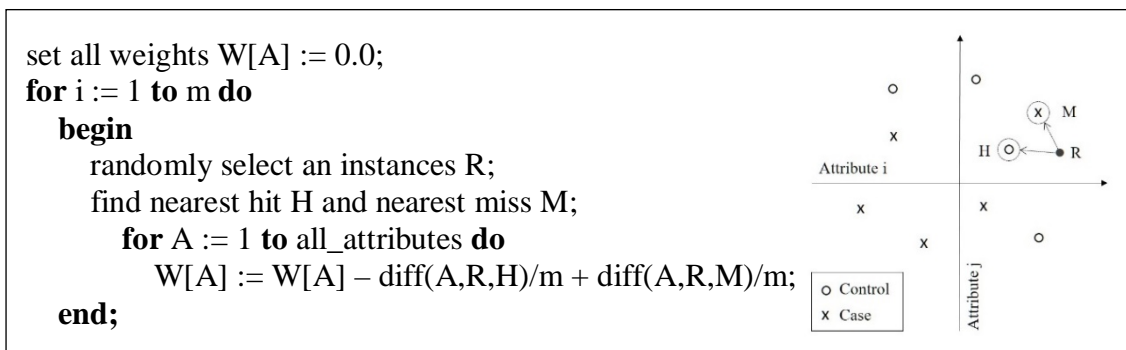 set all weights W[A] := 0.0;
for i := 1 to m do
begin
randomly select an instances R;
find nearest hit H and nearest miss M;
for A := 1 to all_attributes do
W[A] := W[A] – diff(A,R,H)/m + diff(A,R,M)/m;
end;
x M
H R
Attribute i
Attribute j
o Control
x Case